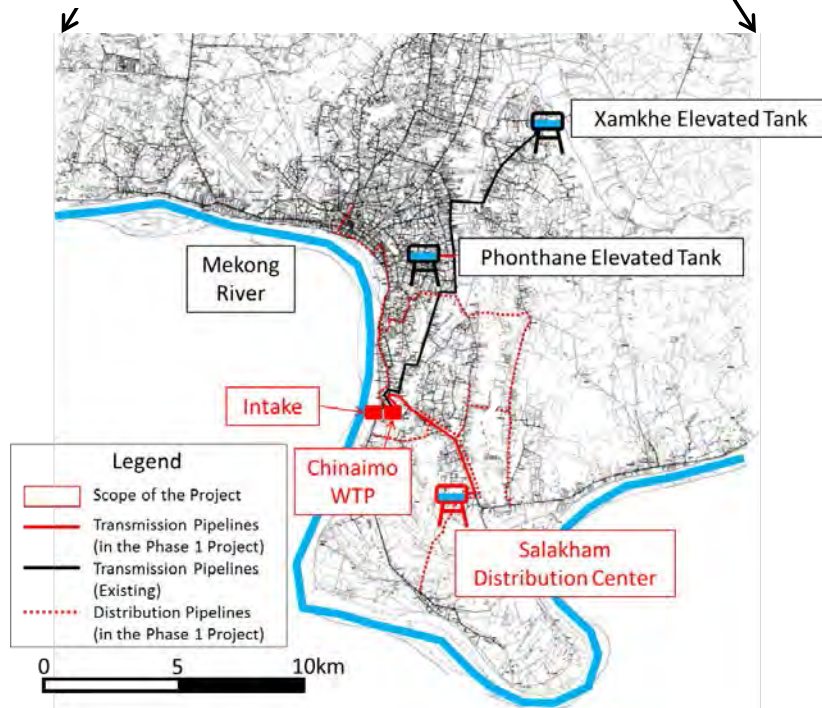 Xamkhe Elevated Tank
Phonthane Elevated Tank
Mekong
River
Intake
Chinaimo
WTP
Salakham
Distribution Center
Legend
Scope of the Project
Transmission Pipelines
(in the Phase 1 Project)
Transmission Pipelines
(Existing)
Distribution Pipelines
(in the Phase 1 Project)
0 5 10km